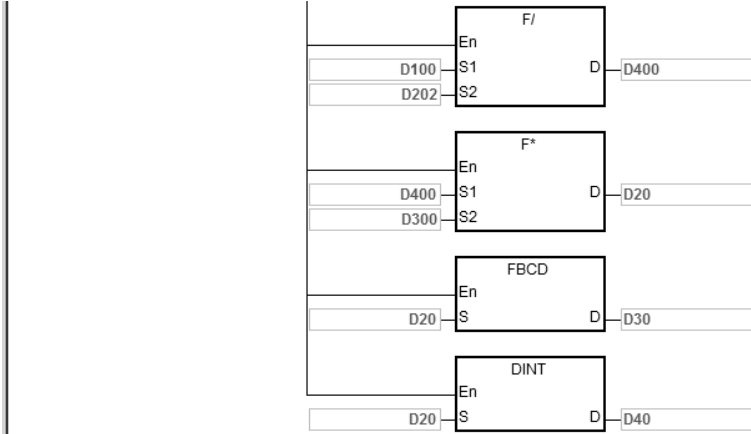 F/
En
D100 S1 D D400
D202 S2
F*
En
D400 S1 D D20
D300 S2
FBCD
En
D20 S D D30
DINT
En
D20 S D D40